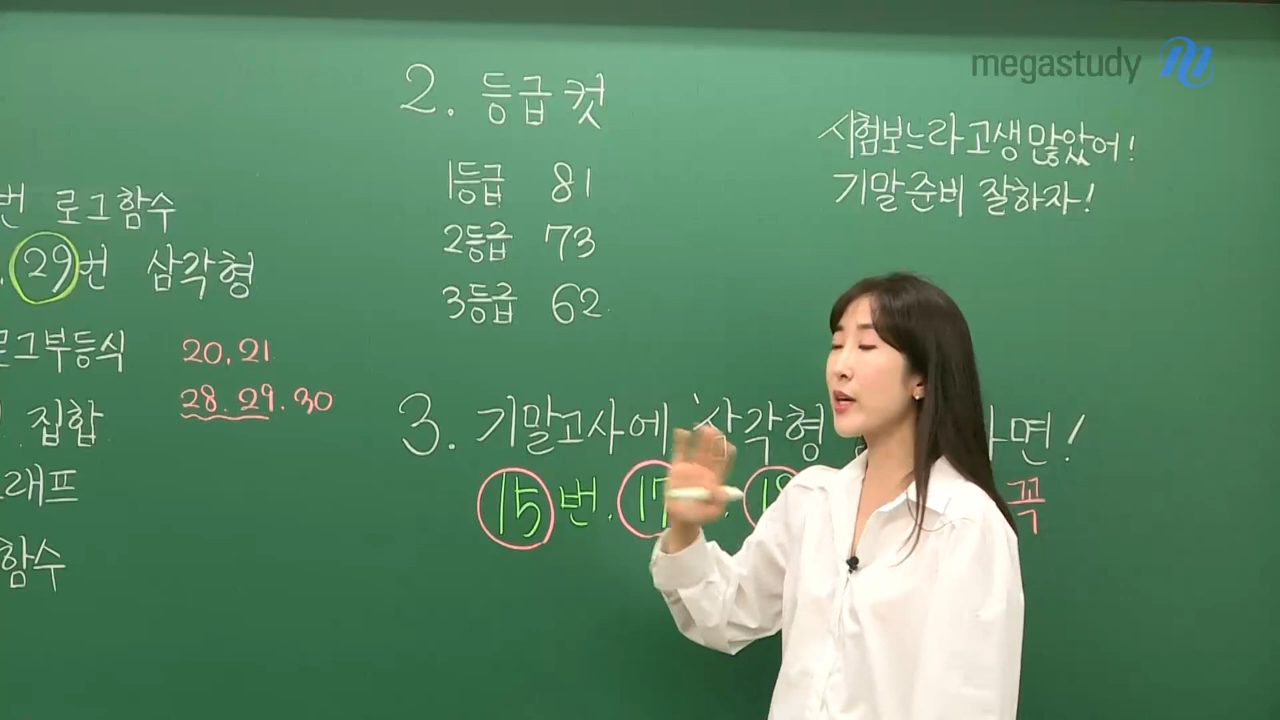 megastudy
2. 등급컷
1등급 81
2등급 73
3등급 62
시험보느라 고생 많았어!
기말준비 잘하자!
번 로그함수
29번 삼각형
로그부등식 20, 21
집합 28. 29. 30
래프
함수
3. 기말고사에 '삼각형 면!
15번. 17 . 꼭